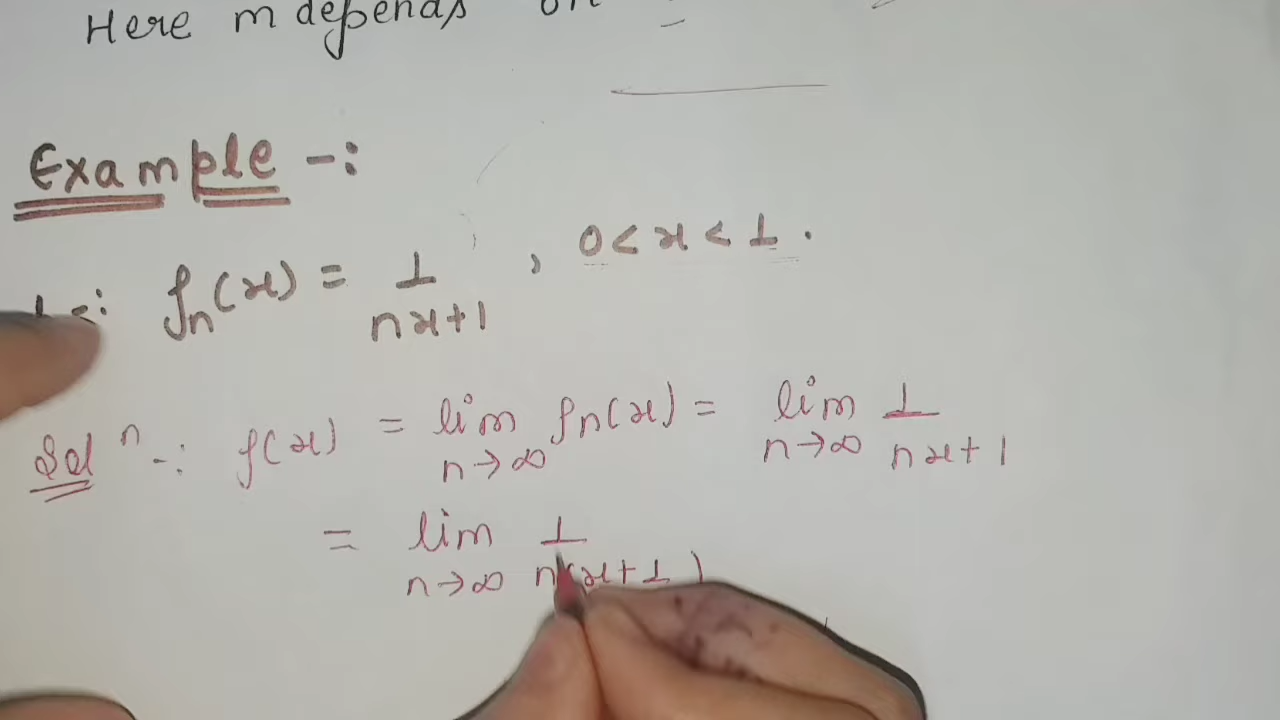 Here m depends on
Example -:
fn(x) = 1/nx+1 , 0<x<1.
Sol n -: f(x) = lim n→∞ fn(x) = lim n→∞ 1/nx+1
= lim n→∞ 1/n(x+1)